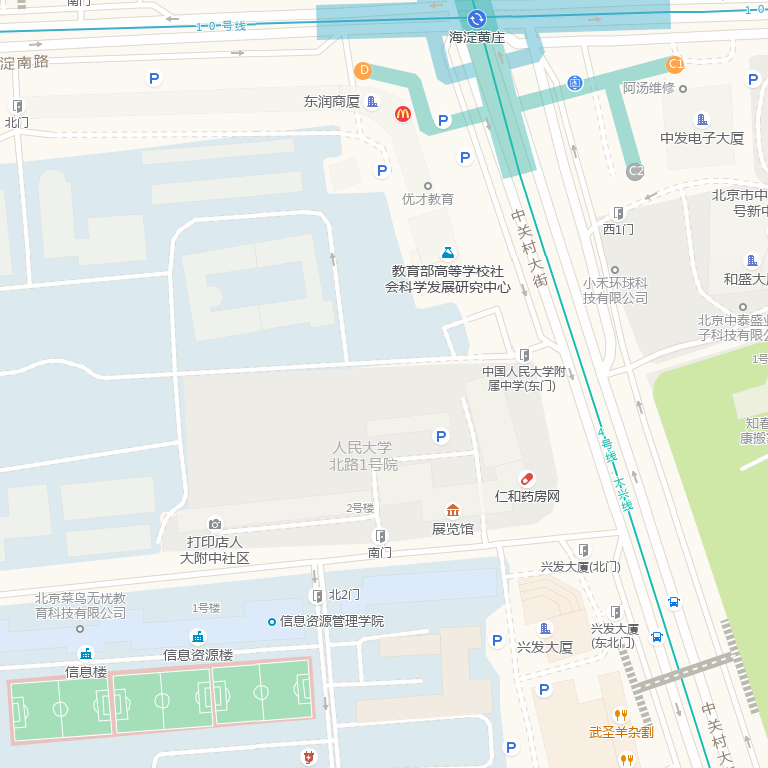 南门
10号线
10
海淀黄庄
淀南路
D
C1
P
P
国
阿汤维修
北门
东润商厦
P
中发电子大厦
P
P
C2
优才教育
北京市中
号新中
中关村大街
西1门
教育部高等学校社
会科学发展研究中心
和盛大厦
小禾环球科
技有限公司
北京中泰盛业
子科技有限公
中国人民大学附
属中学(东门)
1号
知春
康搬
人民大学
北路1号院
P
4号线-大兴线
仁和药房网
2号楼
打印店人
大附中社区
展览馆
南门
兴发大厦(北门)
北京菜鸟无忧教
育科技有限公司
北2门
1号楼
信息资源管理学院
兴发大厦
(东北门)
P
兴发大厦
信息资源楼
信息楼
P
中关村大街
武圣羊杂割
P